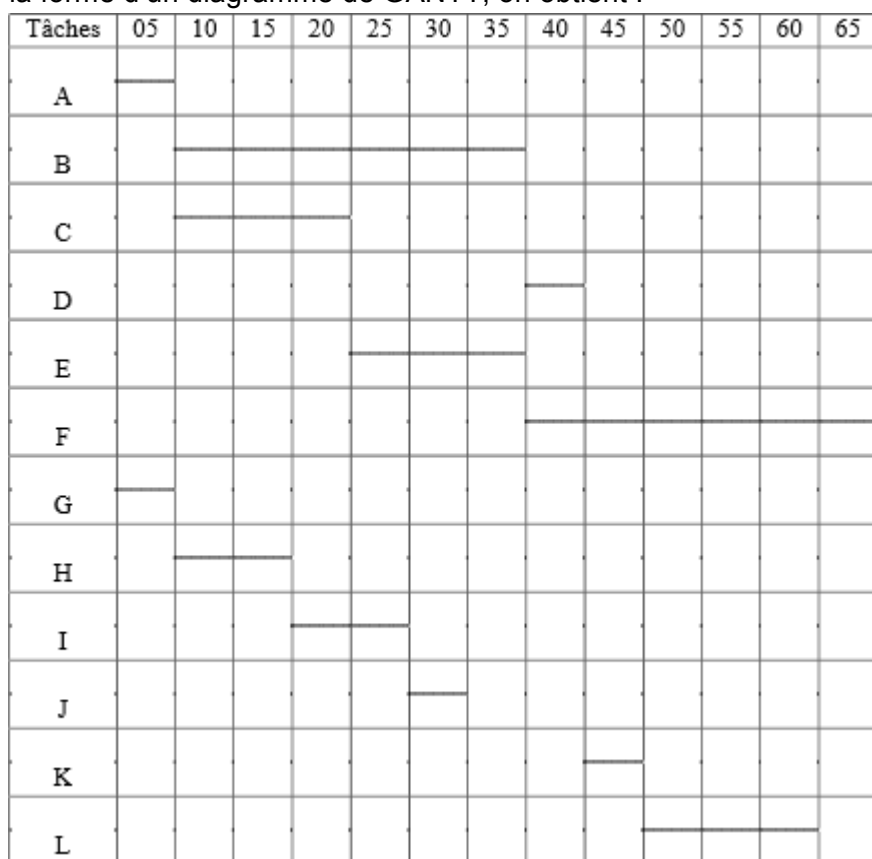 la forme d'un diagramme de GANTT, on obtient :
Tâches 05 10 15 20 25 30 35 40 45 50 55 60 65
A
B
C
D
E
F
G
H
I
J
K
L